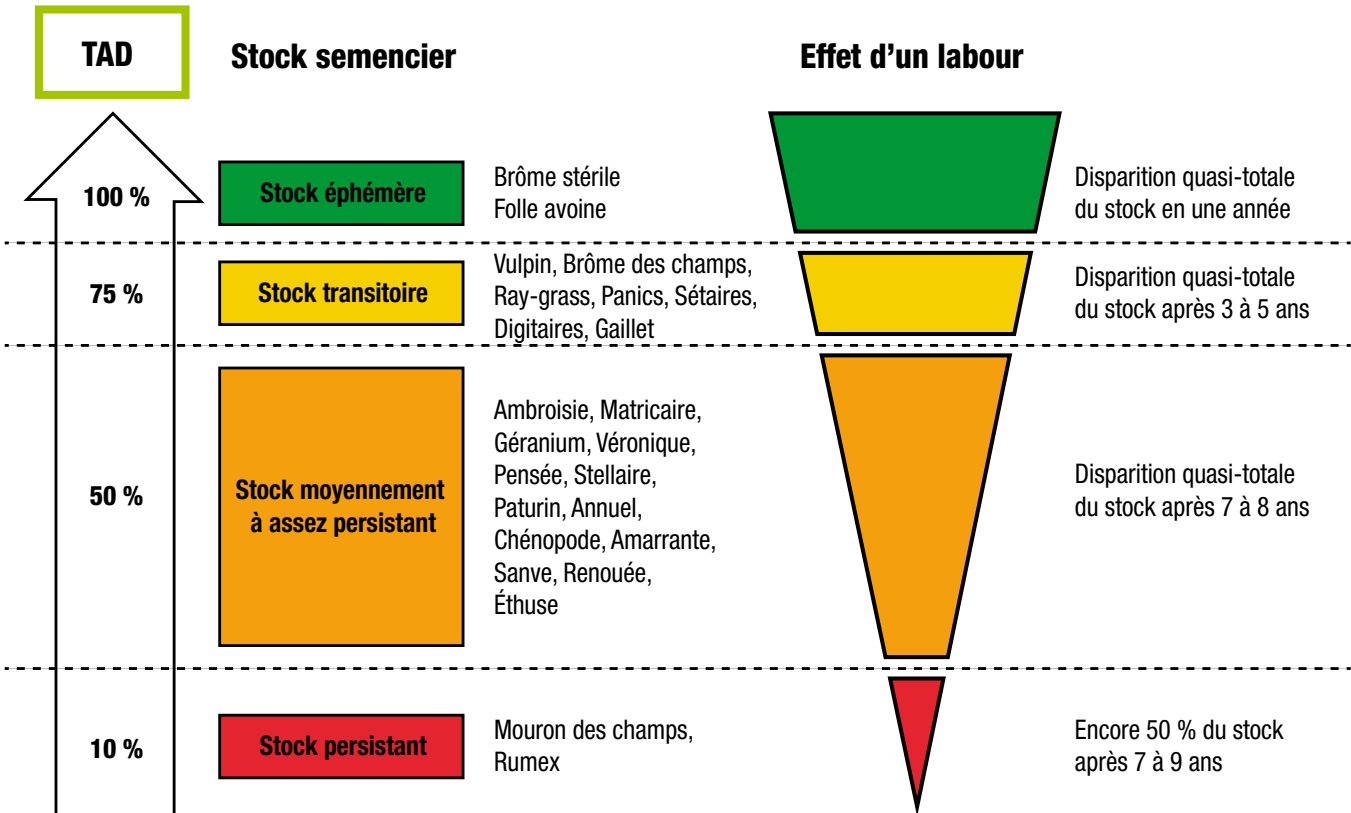 TAD
Stock semencier
Effet d’un labour
100 %
Stock éphémère
Brôme stérile
Folle avoine
Disparition quasi-totale
du stock en une année
75 %
Stock transitoire
Vulpin, Brôme des champs,
Ray-grass, Panics, Sétaires,
Digitaires, Gaillet
Disparition quasi-totale
du stock après 3 à 5 ans
50 %
Stock moyennement
à assez persistant
Ambroisie, Matricaire,
Géranium, Véronique,
Pensée, Stellaire,
Paturin, Annuel,
Chénopode, Amarrante,
Sanve, Renouée,
Éthuse
Disparition quasi-totale
du stock après 7 à 8 ans
10 %
Stock persistant
Mouron des champs,
Rumex
Encore 50 % du stock
après 7 à 9 ans